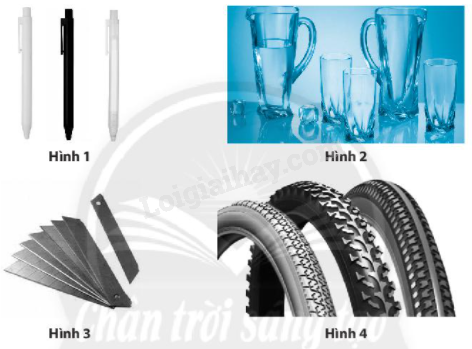 Hình 1
Hình 2
Loigiaihay.com
Hình 3
Hình 4
Chân trời sáng tạo